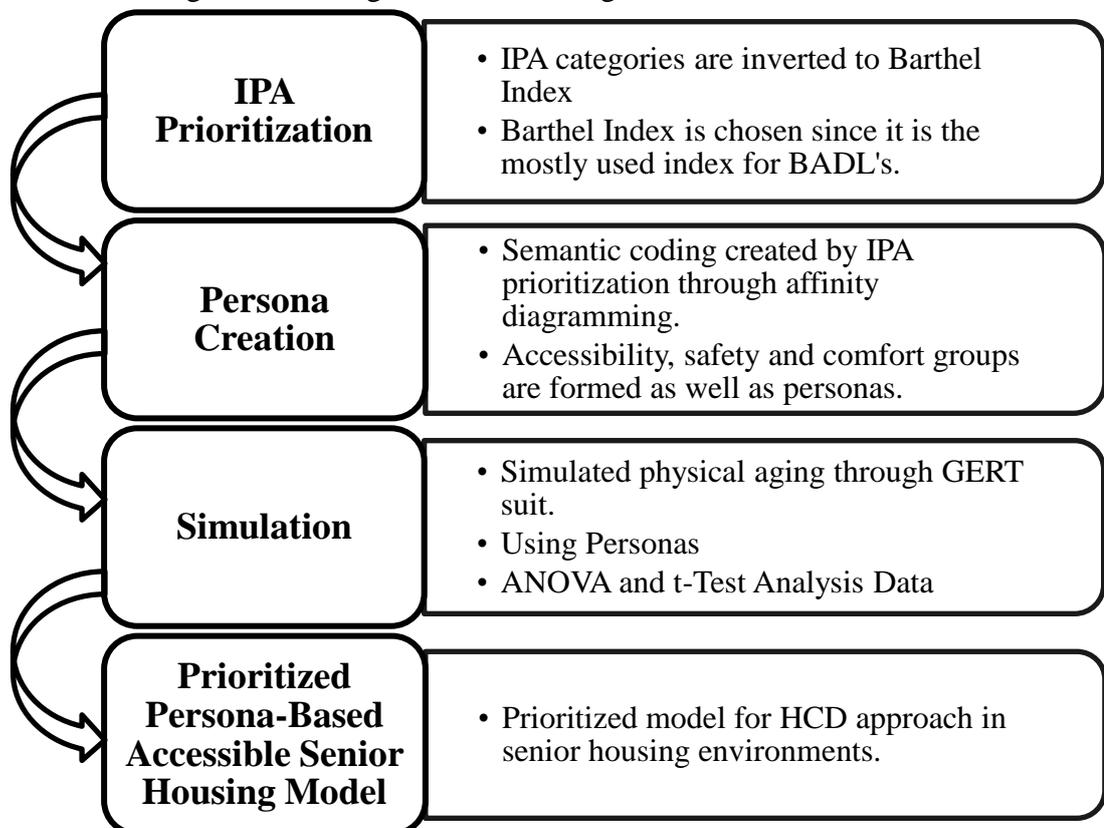 IPA
Prioritization
• IPA categories are inverted to Barthel
Index
• Barthel Index is chosen since it is the
mostly used index for BADL's.
Persona
Creation
• Semantic coding created by IPA
prioritization through affinity
diagramming.
• Accessibility, safety and comfort groups
are formed as well as personas.
Simulation
• Simulated physical aging through GERT
suit.
• Using Personas
• ANOVA and t-Test Analysis Data
Prioritized
Persona-Based
Accessible Senior
Housing Model
• Prioritized model for HCD approach in
senior housing environments.